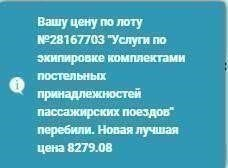 Вашу цену по лоту
№28167703 "Услуги по
экипировке комплектами
постельных
принадлежностей
пассажирских поездов"
перебили. Новая лучшая
цена 8279.08